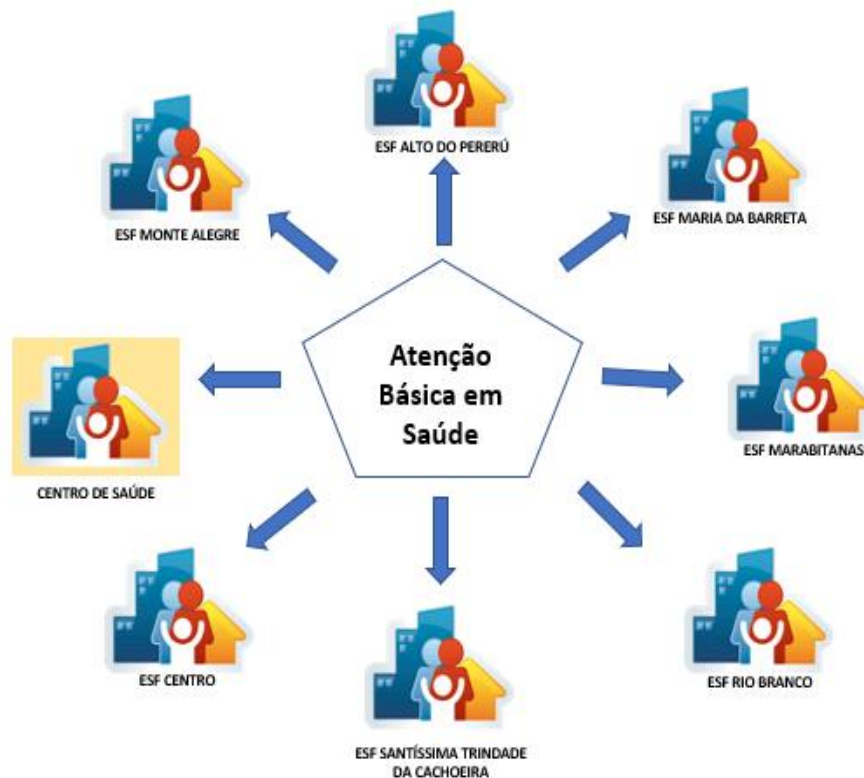 ESF ALTO DO PERERÚ
ESF MONTE ALEGRE
ESF MARIA DA BARRETA
Atenção
Básica em
Saúde
ESF MARABITANAS
CENTRO DE SAÚDE
ESF CENTRO
ESF RIO BRANCO
ESF SANTÍSSIMA TRINDADE
DA CACHOEIRA